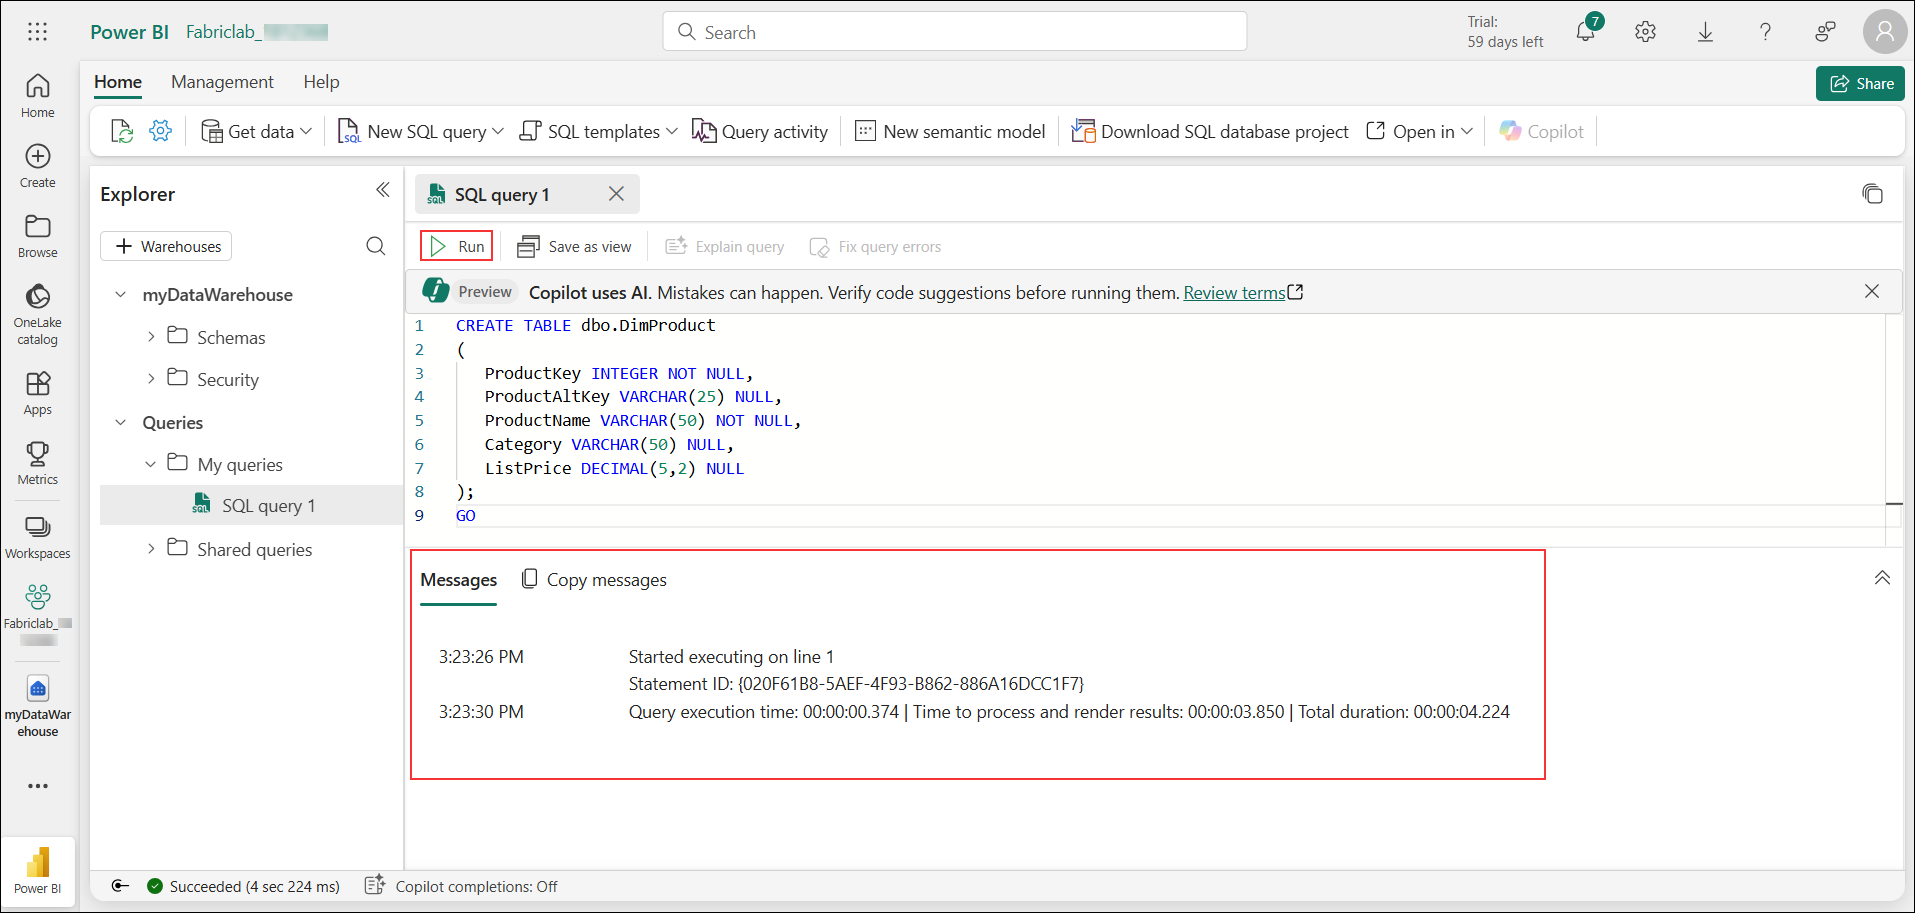 Power BI Fabriclab_
Search
Trial:
59 days left
7
Home Management Help
Share
Get data New SQL query SQL templates Query activity New semantic model Download SQL database project Open in Copilot
Home
Create
Browse
OneLake
catalog
Apps
Metrics
Workspaces
Fabriclab_
myDataWar
ehouse
Power BI
Explorer
Warehouses
myDataWarehouse
Schemas
Security
Queries
My queries
SQL query 1
Shared queries
SQL query 1
Run Save as view Explain query Fix query errors
Preview Copilot uses AI. Mistakes can happen. Verify code suggestions before running them. Review terms
1 CREATE TABLE dbo.DimProduct
2 (
3 ProductKey INTEGER NOT NULL,
4 ProductAltKey VARCHAR(25) NULL,
5 ProductName VARCHAR(50) NOT NULL,
6 Category VARCHAR(50) NULL,
7 ListPrice DECIMAL(5,2) NULL
8 );
9 GO
Messages Copy messages
3:23:26 PM Started executing on line 1
Statement ID: {020F61B8-5AEF-4F93-B862-886A16DCC1F7}
3:23:30 PM Query execution time: 00:00:00.374 | Time to process and render results: 00:00:03.850 | Total duration: 00:00:04.224
Succeeded (4 sec 224 ms) Copilot completions: Off